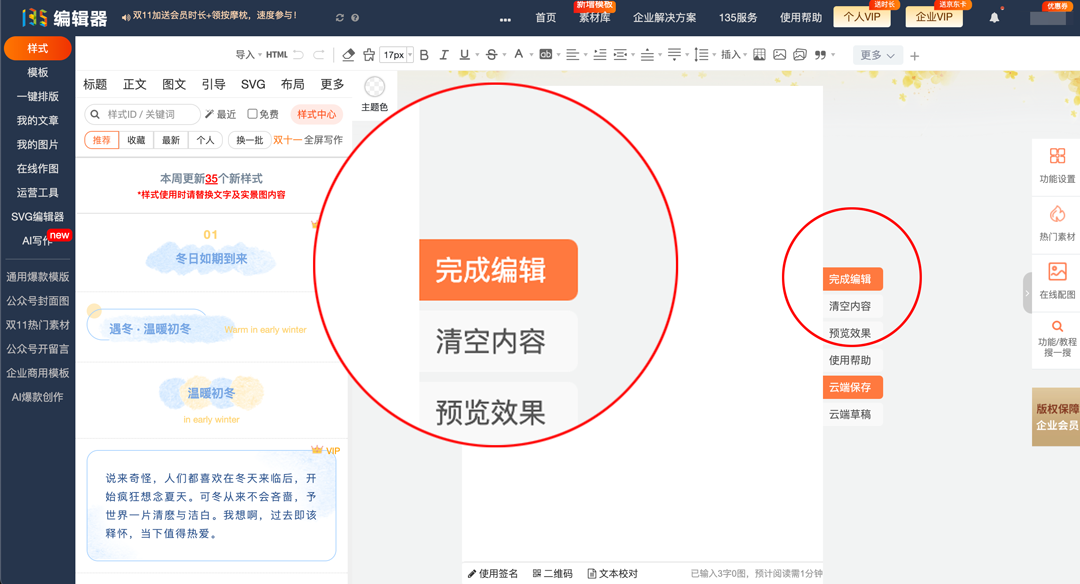 135 编辑器
双11加送会员时长+领按摩枕，速度参与！
••• 首页 素材库 企业解决方案 135服务 使用帮助 个人VIP 企业VIP
新增模板
送时长
送京东卡
优惠券
样式
模板
一键排版
我的文章
我的图片
在线作图
运营工具
SVG编辑器
AI写作 new
通用爆款模版
公众号封面图
双11热门素材
公众号开留言
企业商用模板
AI爆款创作
导入 HTML 17px B I U S A ab 插入 更多
标题 正文 图文 引导 SVG 布局 更多
主题色
样式ID / 关键词 最近 免费 样式中心
推荐 收藏 最新 个人 换一批 双十一 全屏写作
本周更新35个新样式
*样式使用时请替换文字及实景图内容
01
冬日如期到来
遇冬 · 温暖初冬 Warm in early winter
温暖初冬
in early winter
VIP
说来奇怪，人们都喜欢在冬天来临后，开
始疯狂想念夏天。可冬从来不会吝啬，予
世界一片清麽与洁白。我想啊，过去即该
释怀，当下值得热爱。
完成编辑
清空内容
预览效果
完成编辑
清空内容
预览效果
使用帮助
云端保存
云端草稿
功能设置
热门素材
在线配图
功能/教程
搜一搜
版权保障
企业会员
使用签名 二维码 文本校对 已输入3字0图，预计阅读需1分钟